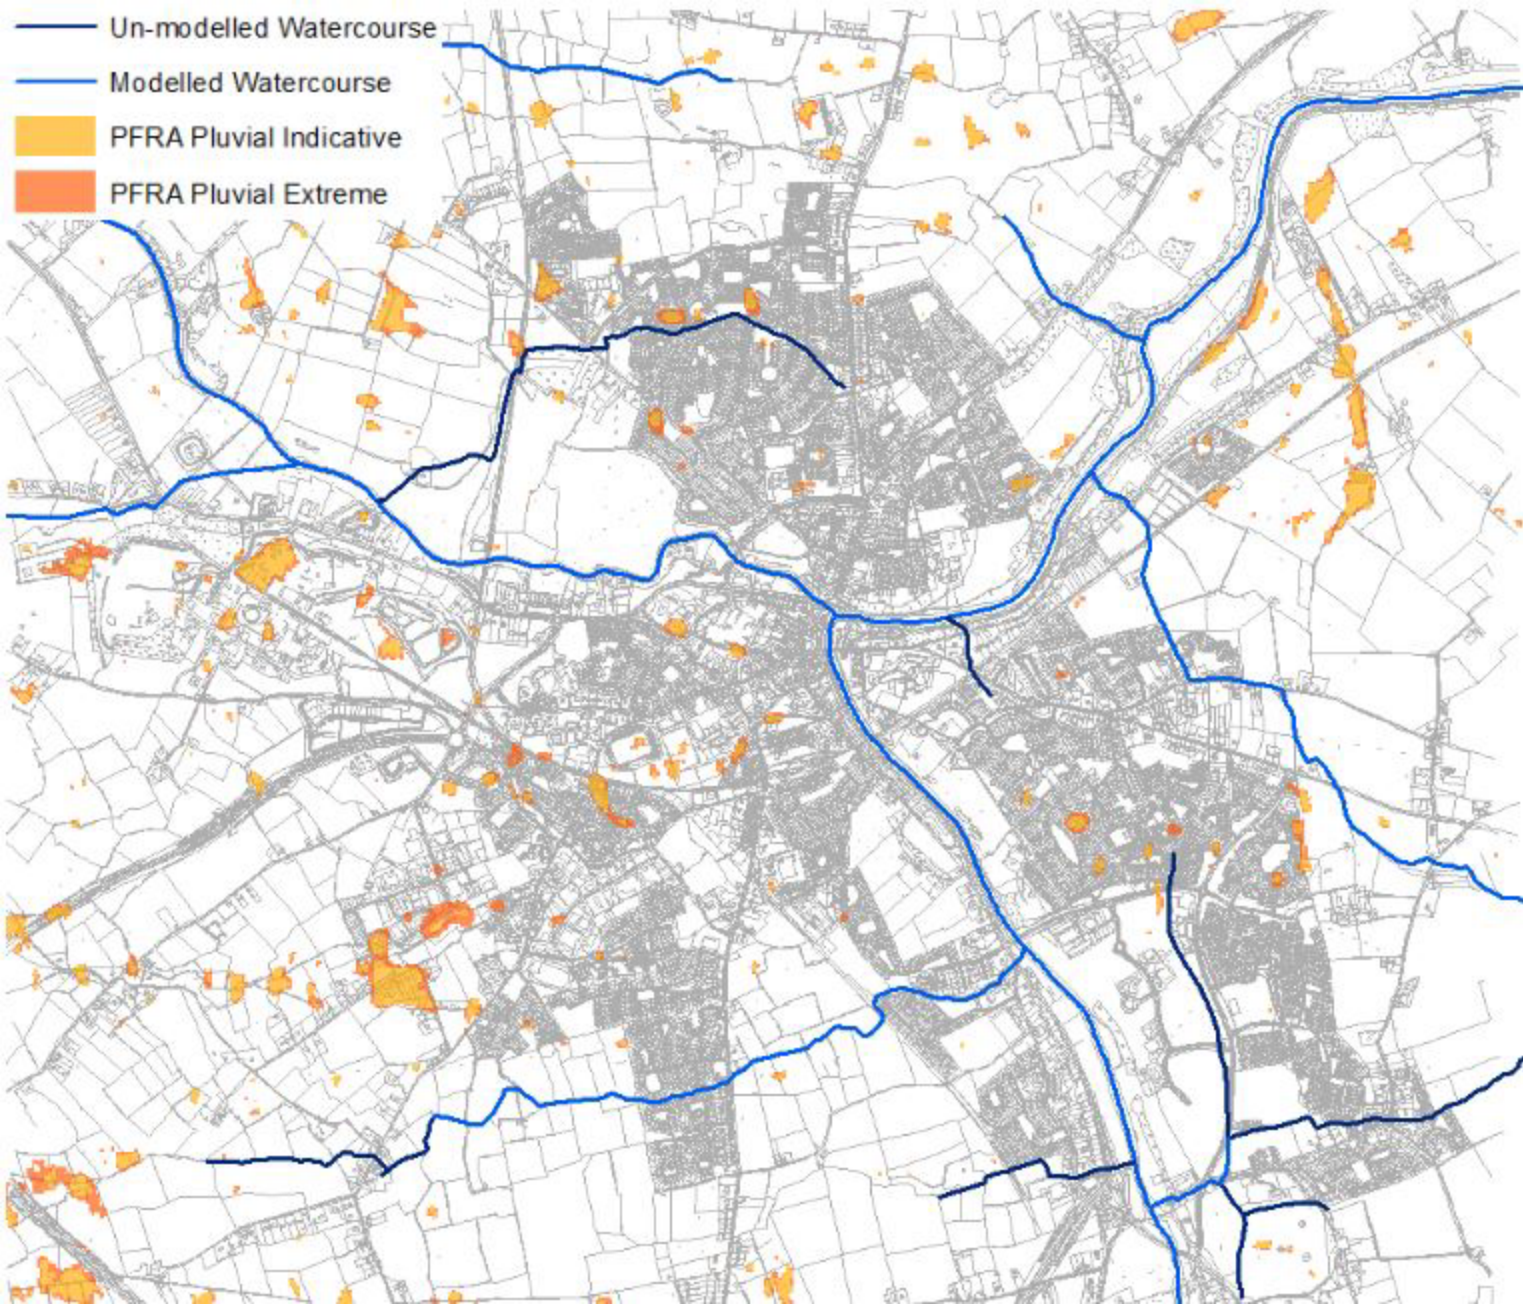 Un-modelled Watercourse
Modelled Watercourse
PFRA Pluvial Indicative
PFRA Pluvial Extreme